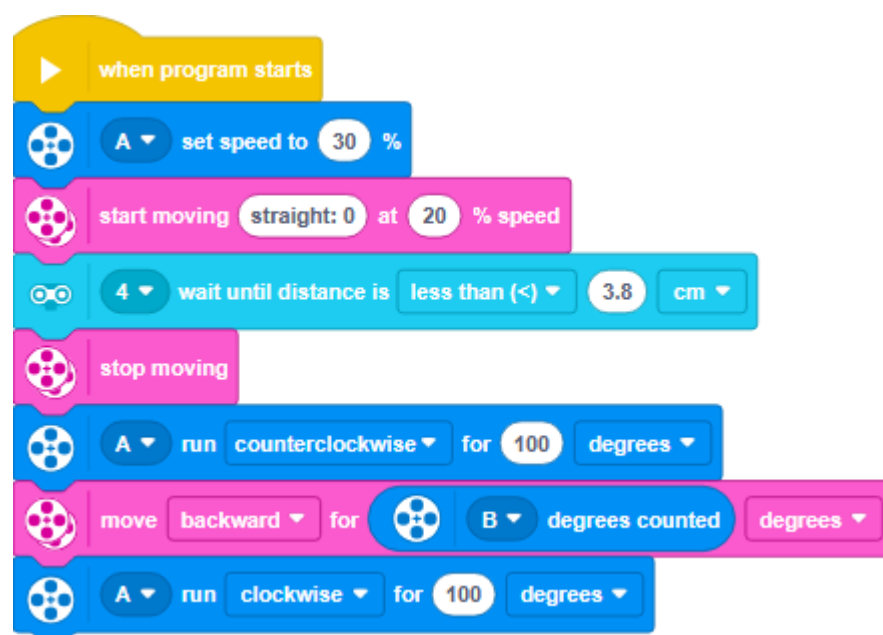 when program starts
A set speed to 30 %
start moving straight: 0 at 20 % speed
4 wait until distance is less than (<) 3.8 cm
stop moving
A run counterclockwise for 100 degrees
move backward for B degrees counted degrees
A run clockwise for 100 degrees